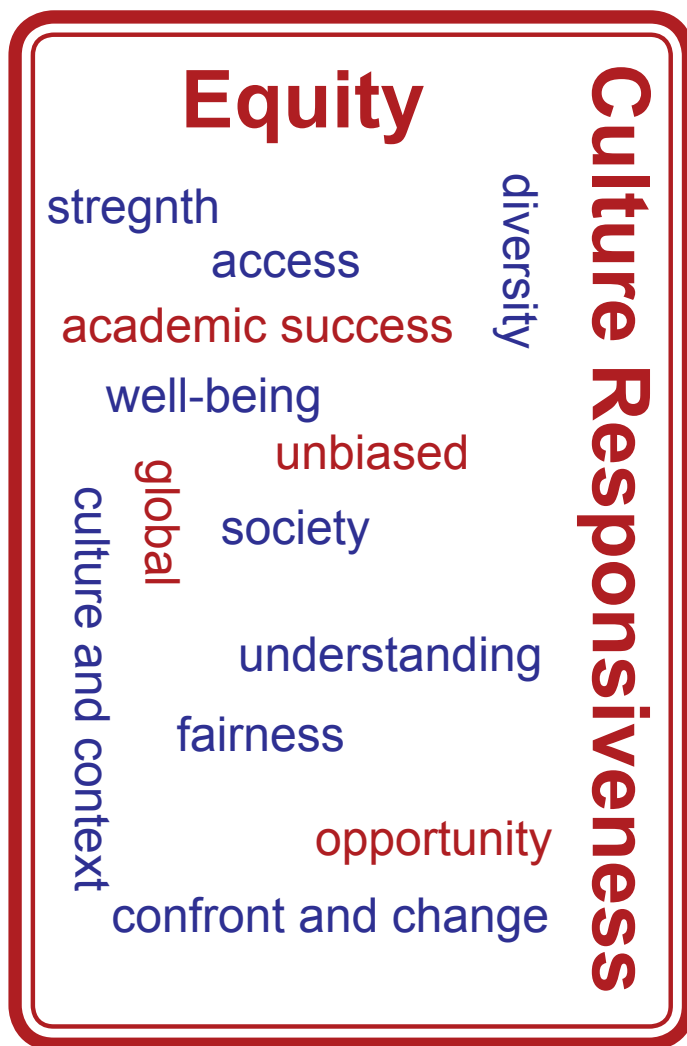 Equity
Culture Responsiveness
stregnth
diversity
access
academic success
well-being
unbiased
global
culture and context
society
understanding
fairness
opportunity
confront and change